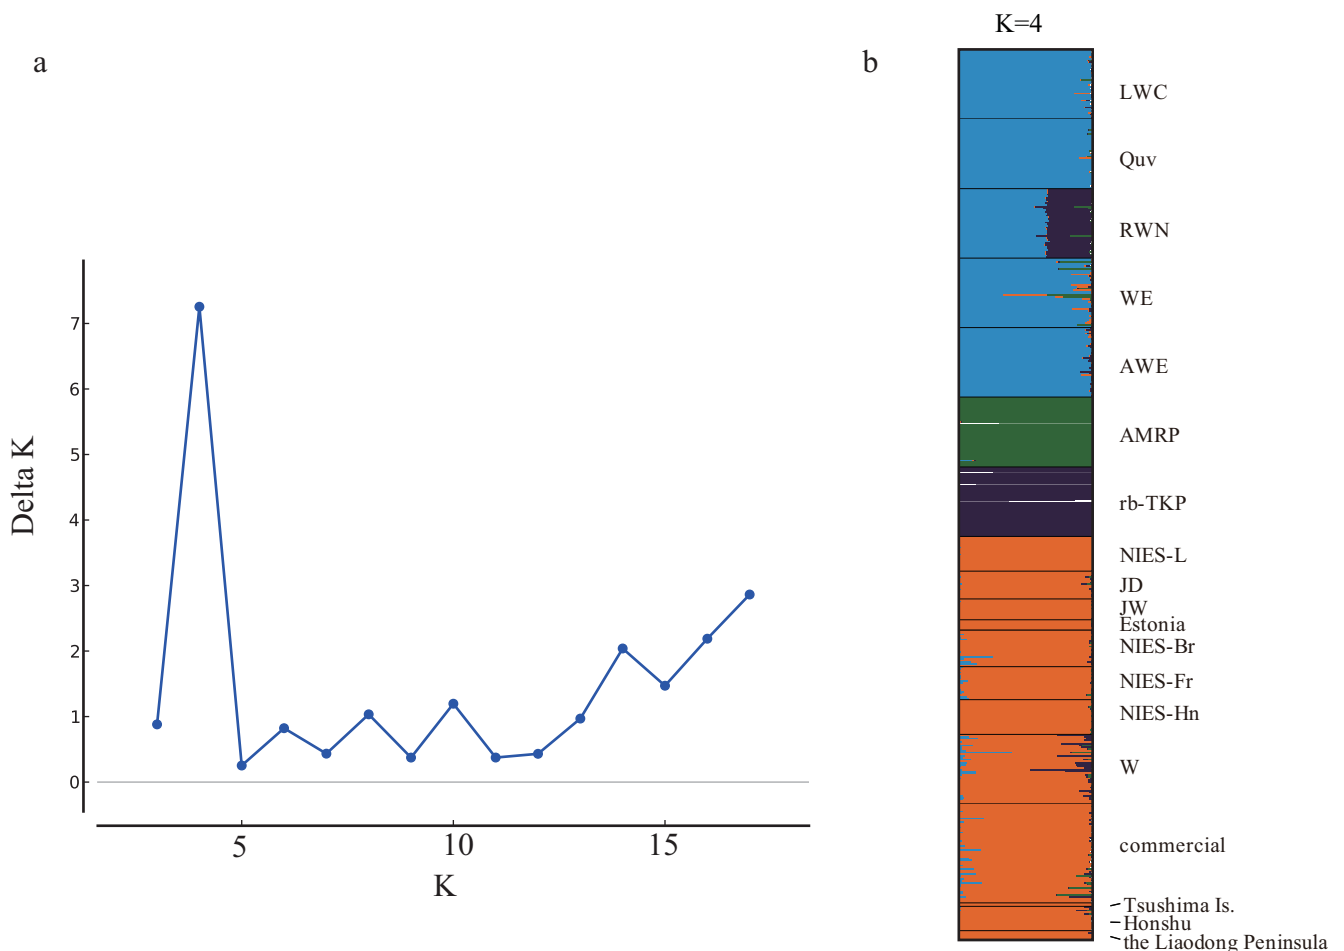 a
Delta K
7
6
5
4
3
2
1
0
5
10
15
K
b
K=4
LWC
Quv
RWN
WE
AWE
AMRP
rb-TKP
NIES-L
JD
JW
Estonia
NIES-Br
NIES-Fr
NIES-Hn
W
commercial
Tsushima Is.
Honshu
the Liaodong Peninsula